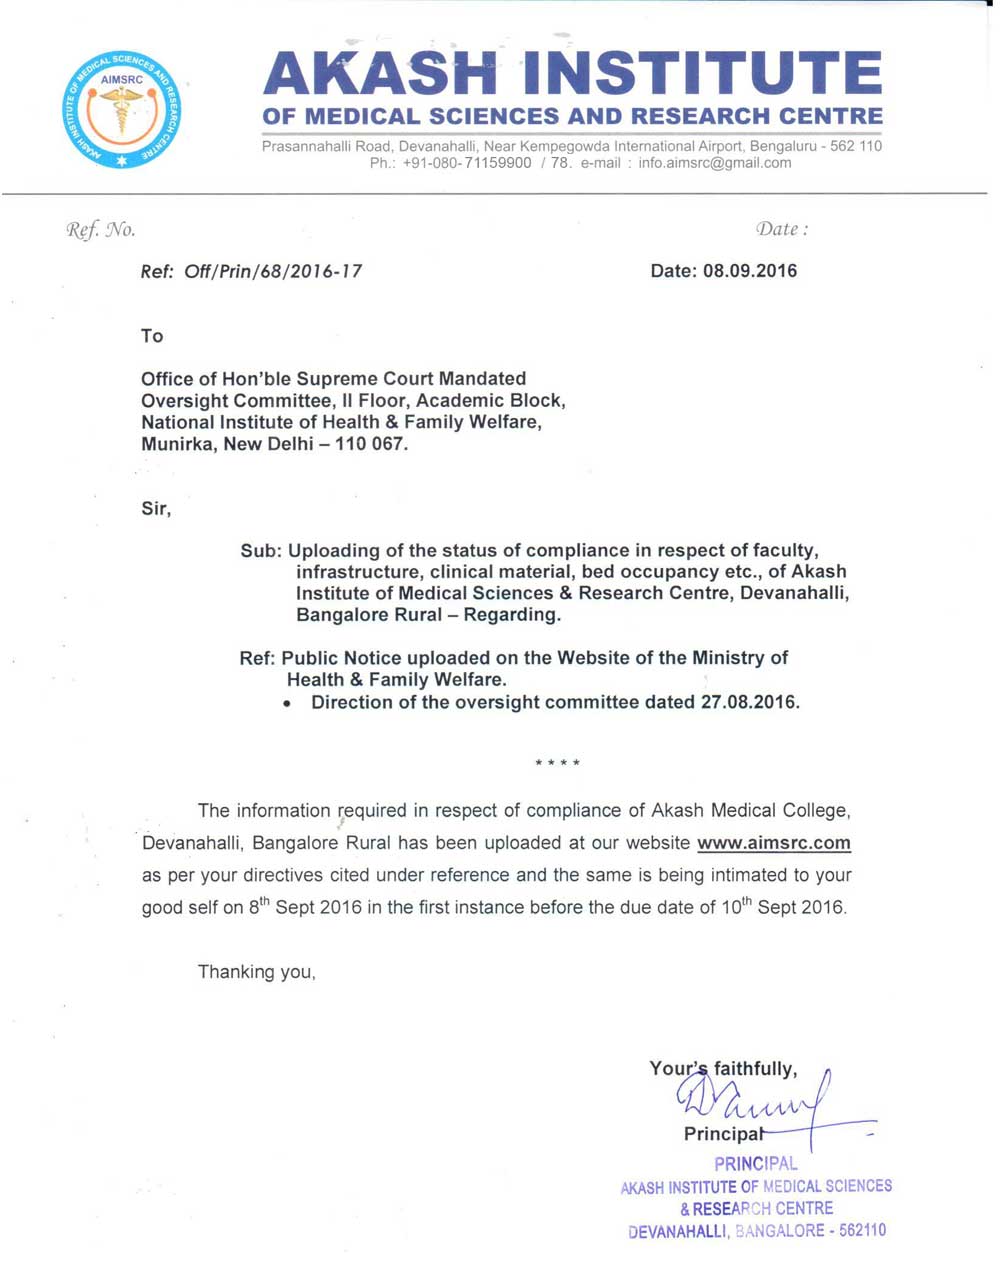 AKASH INSTITUTE OF MEDICAL SCIENCES AND RESEARCH CENTRE
AIMSRC
AKASH INSTITUTE
OF MEDICAL SCIENCES AND RESEARCH CENTRE
Prasannahalli Road, Devanahalli, Near Kempegowda International Airport, Bengaluru - 562 110
Ph.: +91-080-71159900 / 78. e-mail : info.aimsrc@gmail.com
Ref. No. Date :
Ref: Off/Prin/68/2016-17 Date: 08.09.2016
To
Office of Hon'ble Supreme Court Mandated
Oversight Committee, II Floor, Academic Block,
National Institute of Health & Family Welfare,
Munirka, New Delhi – 110 067.
Sir,
Sub: Uploading of the status of compliance in respect of faculty,
infrastructure, clinical material, bed occupancy etc., of Akash
Institute of Medical Sciences & Research Centre, Devanahalli,
Bangalore Rural – Regarding.
Ref: Public Notice uploaded on the Website of the Ministry of
Health & Family Welfare.
• Direction of the oversight committee dated 27.08.2016.
* * * *
The information required in respect of compliance of Akash Medical College,
Devanahalli, Bangalore Rural has been uploaded at our website www.aimsrc.com
as per your directives cited under reference and the same is being intimated to your
good self on 8th Sept 2016 in the first instance before the due date of 10th Sept 2016.
Thanking you,
Your's faithfully,
Principal
PRINCIPAL
AKASH INSTITUTE OF MEDICAL SCIENCES
& RESEARCH CENTRE
DEVANAHALLI, BANGALORE - 562110